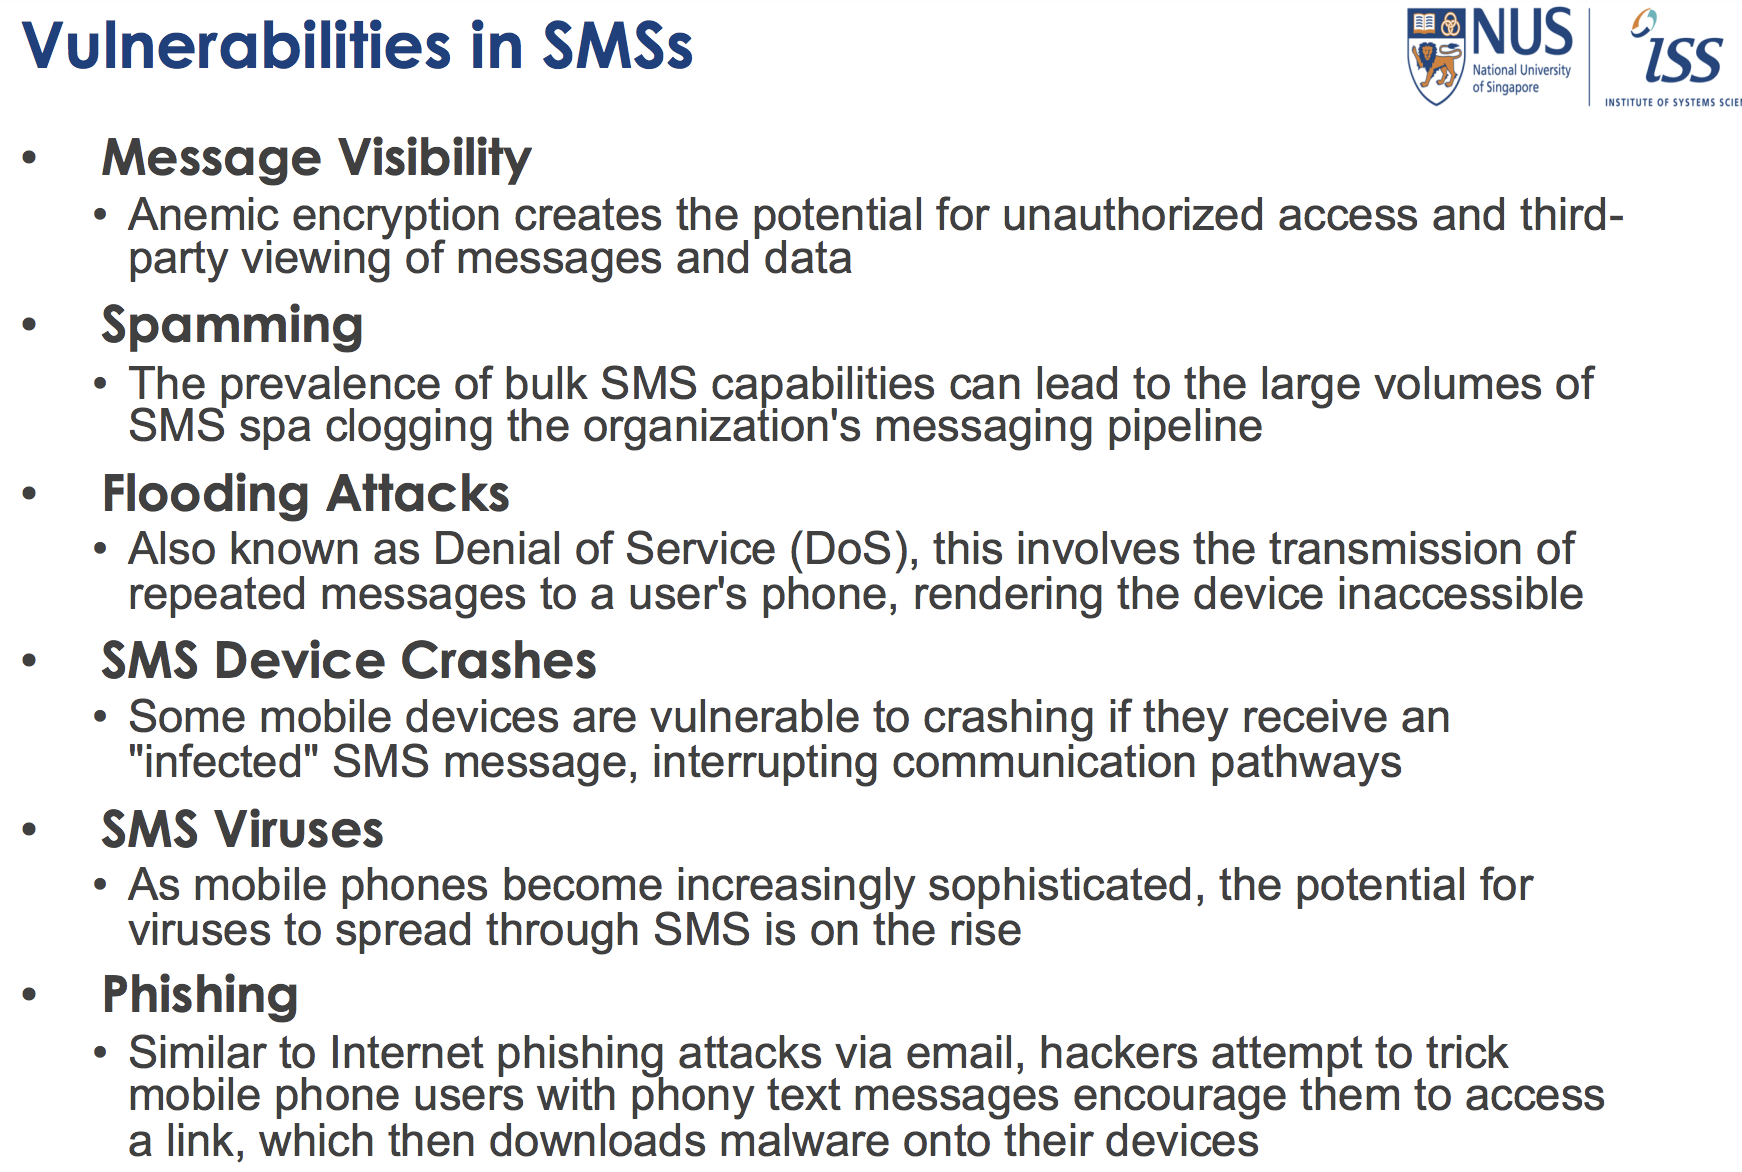 Vulnerabilities in SMSs
NUS
National University
of Singapore
ISS
INSTITUTE OF SYSTEMS SCIE
• Message Visibility
• Anemic encryption creates the potential for unauthorized access and third-
party viewing of messages and data
• Spamming
• The prevalence of bulk SMS capabilities can lead to the large volumes of
SMS spa clogging the organization's messaging pipeline
• Flooding Attacks
• Also known as Denial of Service (DoS), this involves the transmission of
repeated messages to a user's phone, rendering the device inaccessible
• SMS Device Crashes
• Some mobile devices are vulnerable to crashing if they receive an
"infected" SMS message, interrupting communication pathways
• SMS Viruses
• As mobile phones become increasingly sophisticated, the potential for
viruses to spread through SMS is on the rise
• Phishing
• Similar to Internet phishing attacks via email, hackers attempt to trick
mobile phone users with phony text messages encourage them to access
a link, which then downloads malware onto their devices